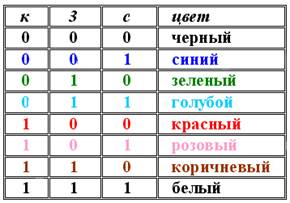 к З с цвет
0 0 0 черный
0 0 1 синий
0 1 0 зеленый
0 1 1 голубой
1 0 0 красный
1 0 1 розовый
1 1 0 коричневый
1 1 1 белый